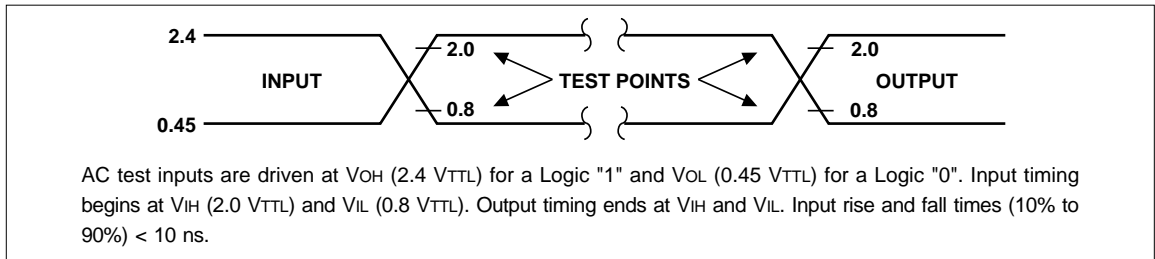 2.4
2.0
2.0
INPUT
TEST POINTS
OUTPUT
0.8
0.8
0.45
AC test inputs are driven at VOH (2.4 VTTL) for a Logic "1" and VOL (0.45 VTTL) for a Logic "0". Input timing
begins at VIH (2.0 VTTL) and VIL (0.8 VTTL). Output timing ends at VIH and VIL. Input rise and fall times (10% to
90%) < 10 ns.